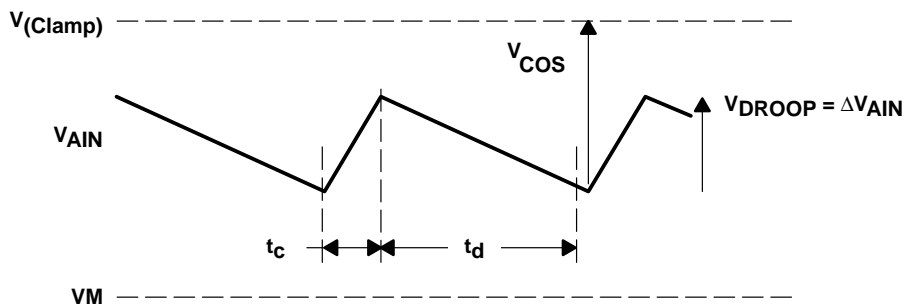 V(Clamp)
VCOS
VDROOP = ΔVAIN
VAIN
tc
td
VM